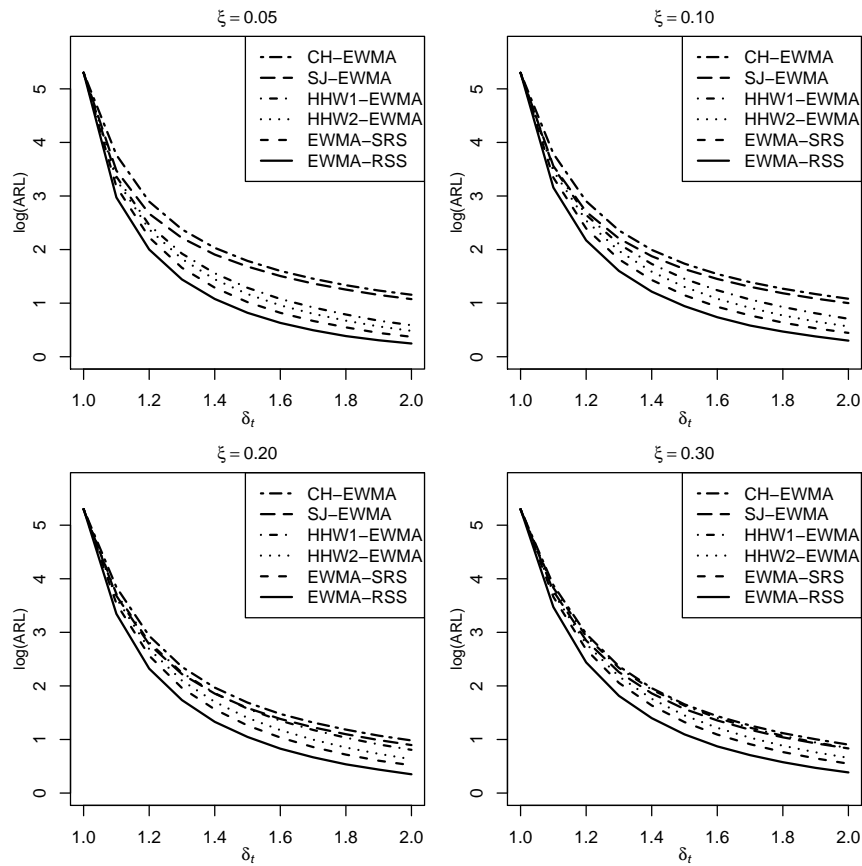 ξ = 0.05
CH−EWMA
SJ−EWMA
HHW1−EWMA
HHW2−EWMA
EWMA−SRS
EWMA−RSS
log(ARL)
5
4
3
2
1
0
1.0 1.2 1.4 1.6 1.8 2.0
δt
ξ = 0.10
CH−EWMA
SJ−EWMA
HHW1−EWMA
HHW2−EWMA
EWMA−SRS
EWMA−RSS
log(ARL)
5
4
3
2
1
0
1.0 1.2 1.4 1.6 1.8 2.0
δt
ξ = 0.20
CH−EWMA
SJ−EWMA
HHW1−EWMA
HHW2−EWMA
EWMA−SRS
EWMA−RSS
log(ARL)
5
4
3
2
1
0
1.0 1.2 1.4 1.6 1.8 2.0
δt
ξ = 0.30
CH−EWMA
SJ−EWMA
HHW1−EWMA
HHW2−EWMA
EWMA−SRS
EWMA−RSS
log(ARL)
5
4
3
2
1
0
1.0 1.2 1.4 1.6 1.8 2.0
δt